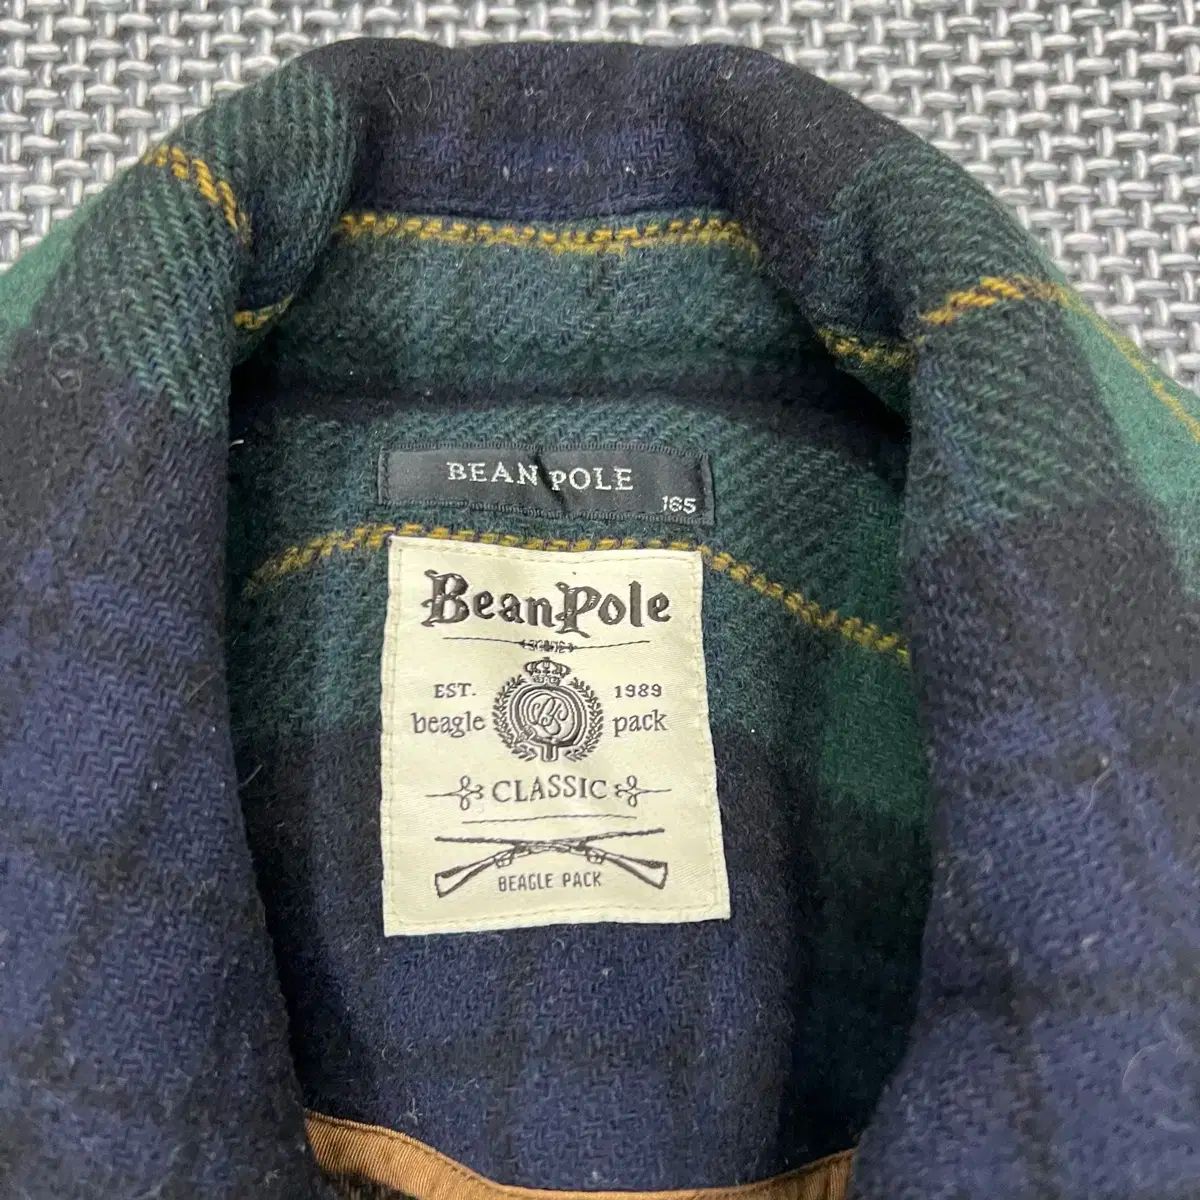 BEAN POLE
165
BeanPole
EST. 1989
beagle pack
CLASSIC
BEAGLE PACK